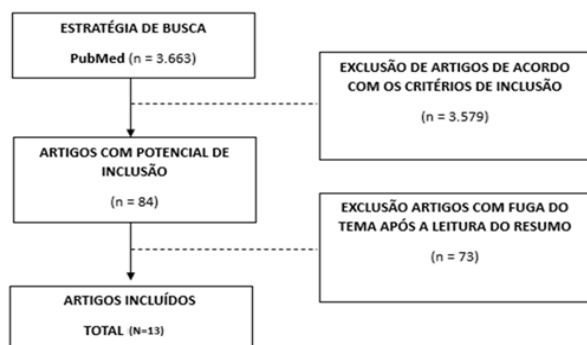 ESTRATÉGIA DE BUSCA
PubMed (n = 3.663)
EXCLUSÃO DE ARTIGOS DE ACORDO
COM OS CRITÉRIOS DE INCLUSÃO
(n = 3.579)
ARTIGOS COM POTENCIAL DE
INCLUSÃO
(n = 84)
EXCLUSÃO ARTIGOS COM FUGA DO
TEMA APÓS A LEITURA DO RESUMO
(n = 73)
ARTIGOS INCLUÍDOS
TOTAL (N=13)